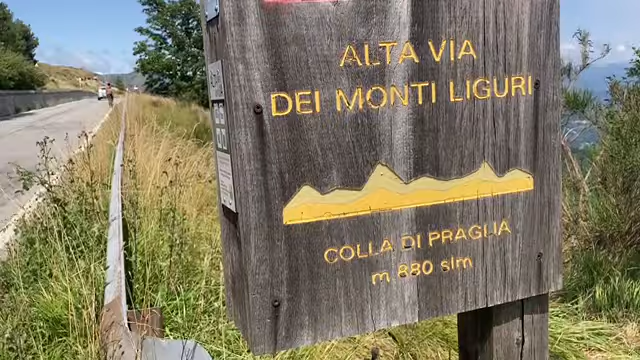 ALTA VIA
DEI MONTI LIGURI
COLLA DI PRAGLIA
m 880 slm